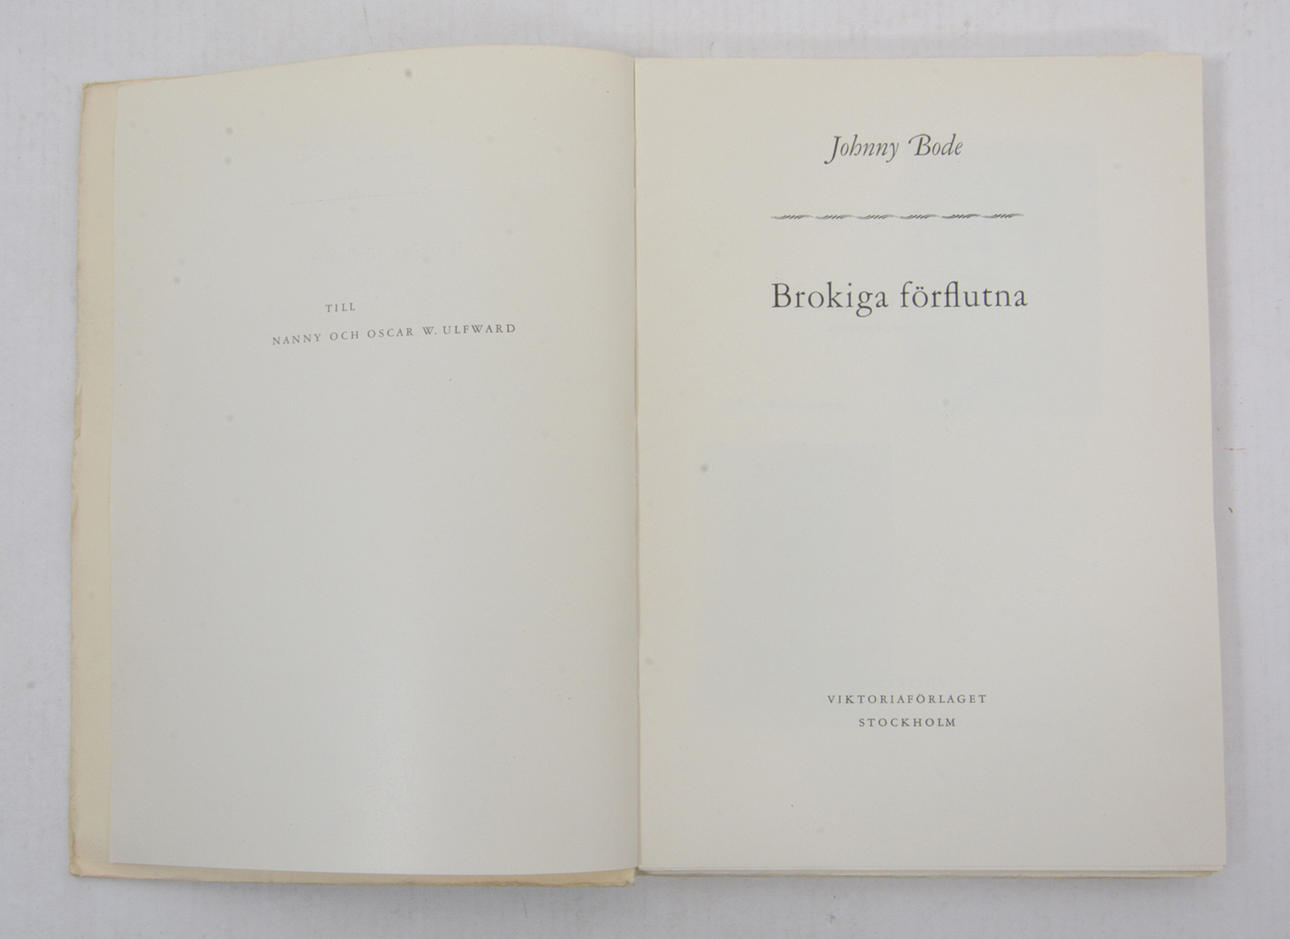 TILL
NANNY OCH OSCAR W. ULFWARD
Johnny Bode
Brokiga förflutna
VIKTORIAFÖRLAGET
STOCKHOLM